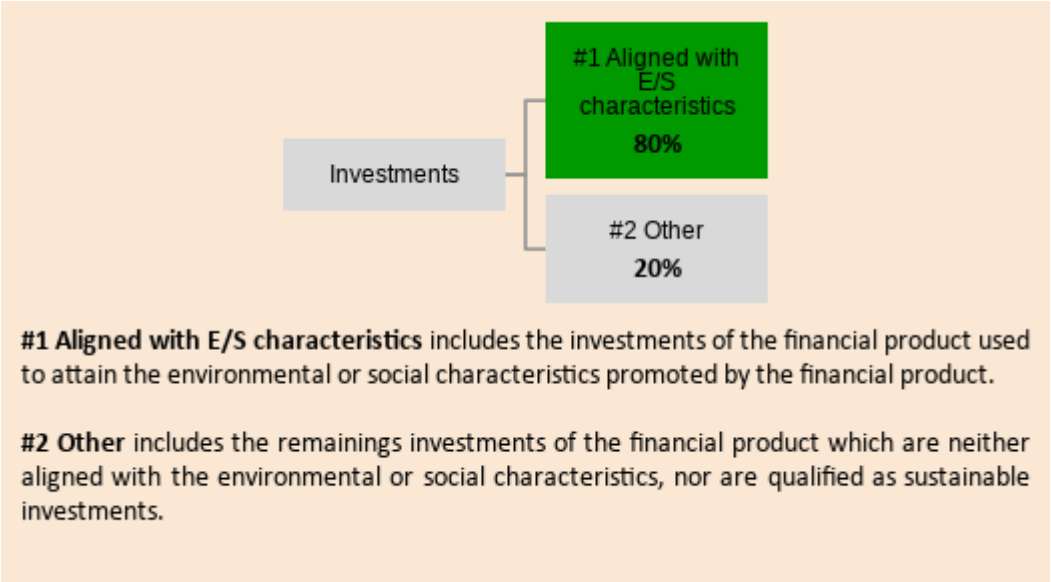 #1 Aligned with
E/S
characteristics
80%
Investments
#2 Other
20%
#1 Aligned with E/S characteristics includes the investments of the financial product used
to attain the environmental or social characteristics promoted by the financial product.
#2 Other includes the remainings investments of the financial product which are neither
aligned with the environmental or social characteristics, nor are qualified as sustainable
investments.